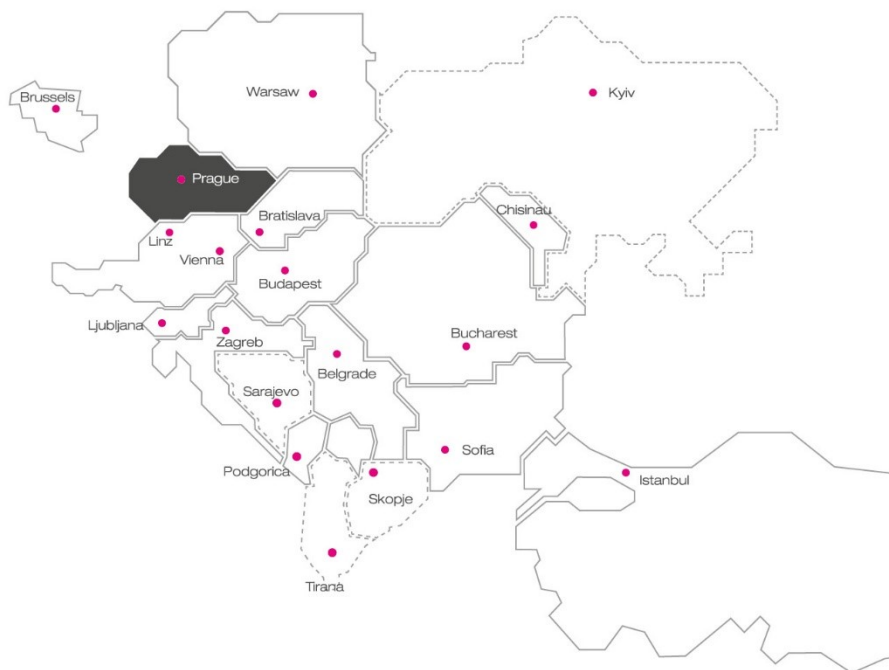 Warsaw
Kyiv
Brussels
Prague
Chisinau
Bratislava
Linz
Vienna
Budapest
Ljubljana
Zagreb
Bucharest
Belgrade
Sarajevo
Sofia
Podgorica
Istanbul
Skopje
Tirana